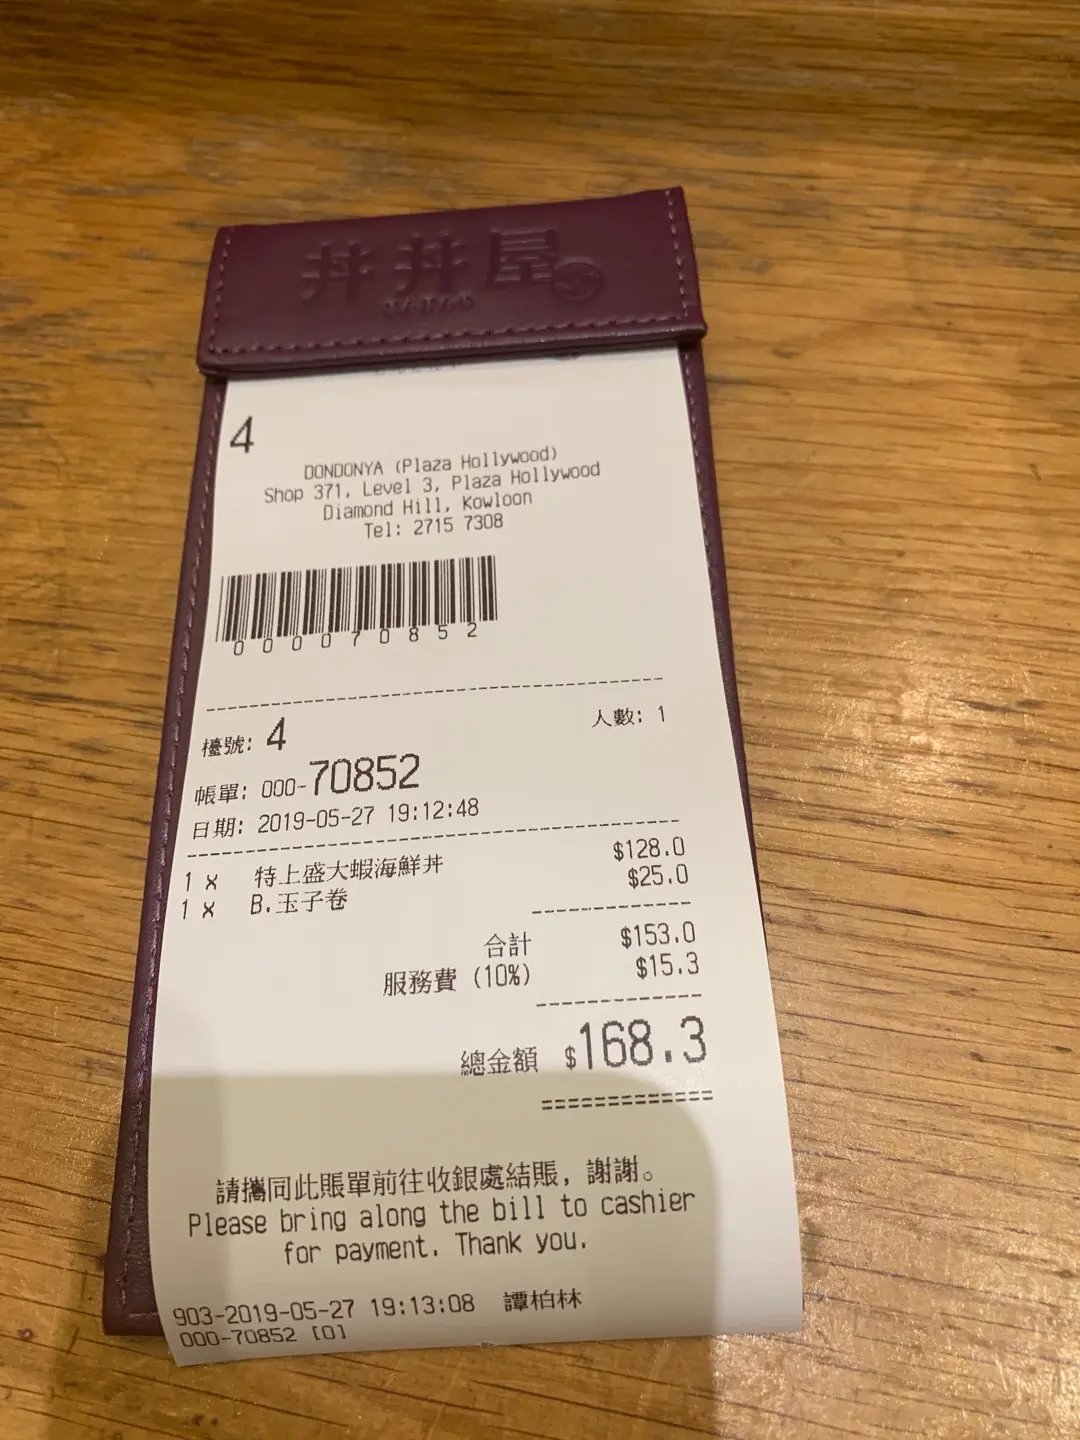 丼丼屋
4
DONDONYA (Plaza Hollywood)
Shop 371, Level 3, Plaza Hollywood
Diamond Hill, Kowloon
Tel: 2715 7308
00070852
檯號: 4 人數: 1
帳單: 000-70852
日期: 2019-05-27 19:12:48
1 x 特上盛大蝦海鮮丼 $128.0
1 x B.玉子卷 $25.0
合計 $153.0
服務費 (10%) $15.3
總金額 $168.3
請攜同此賬單前往收銀處結賬，謝謝。
Please bring along the bill to cashier
for payment. Thank you.
903-2019-05-27 19:13:08 譚柏林
000-70852 [0]